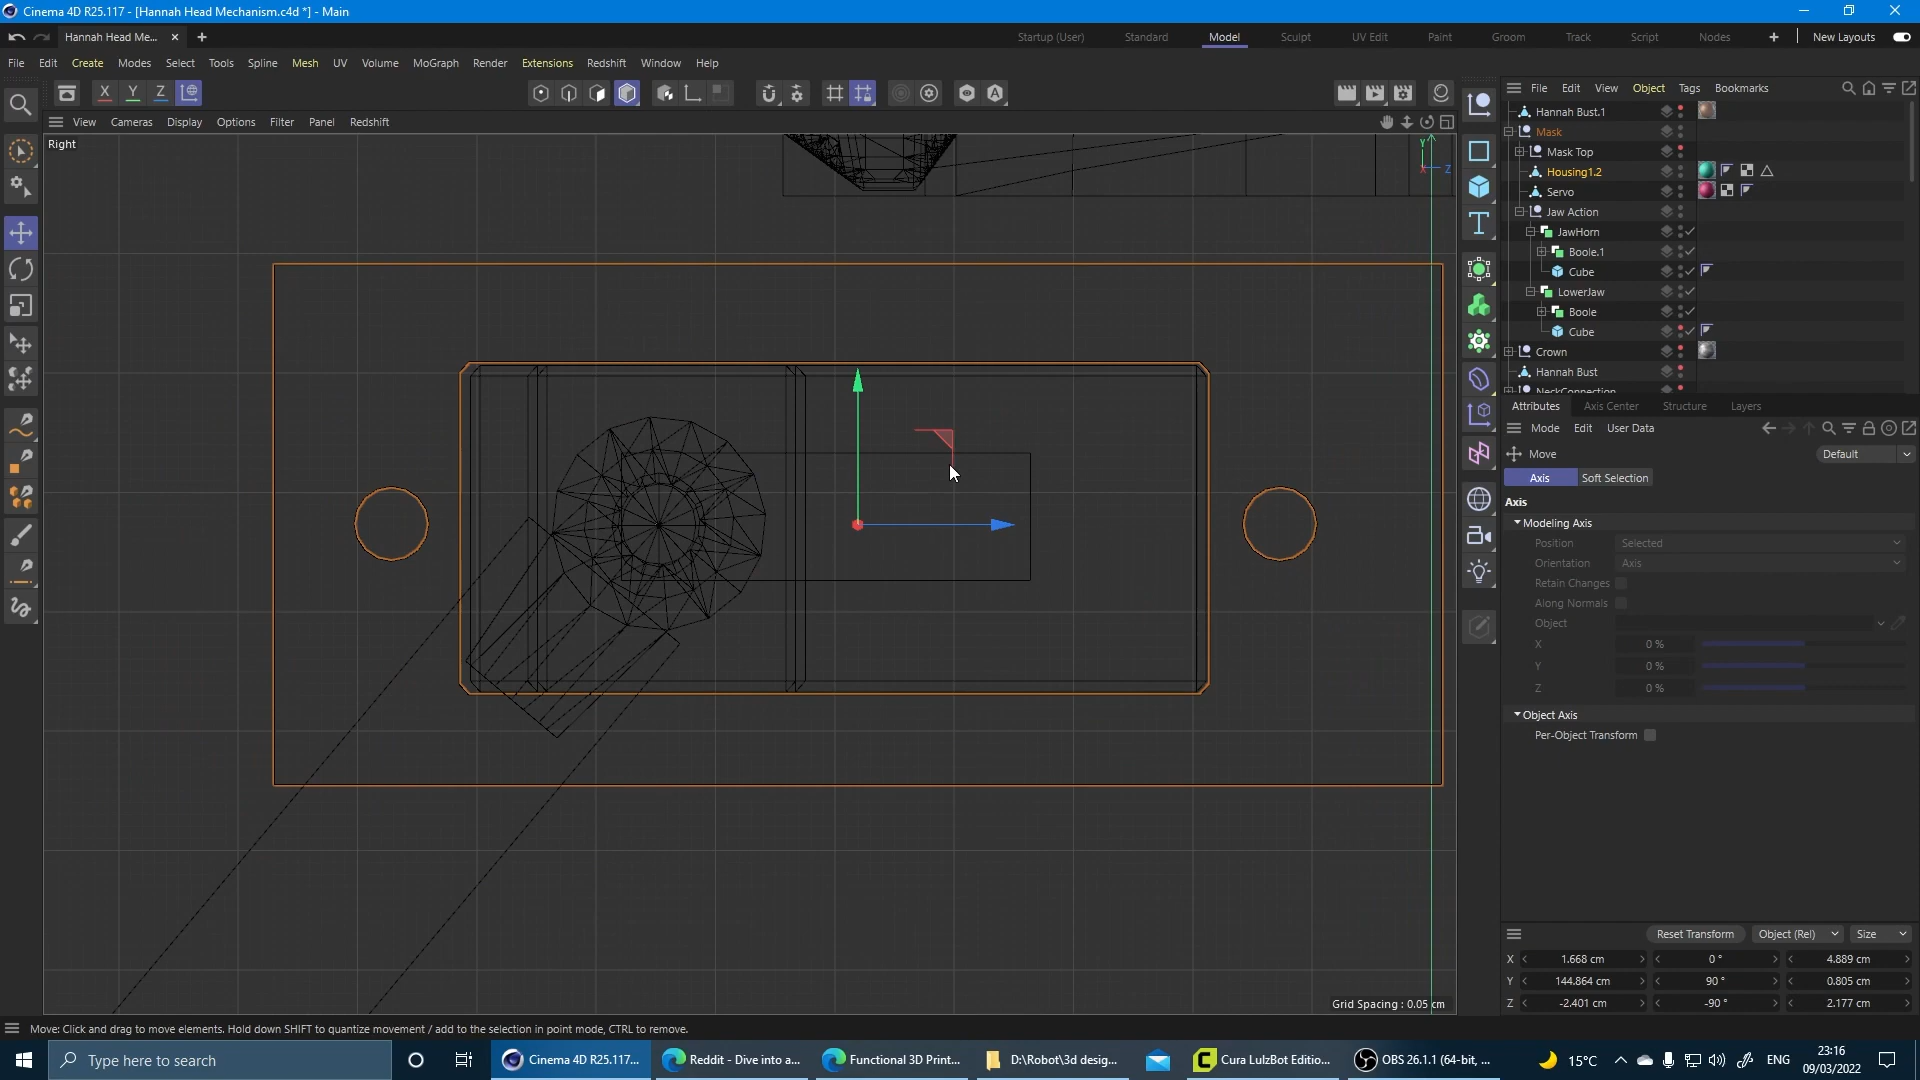 Cinema 4D R25.117 - [Hannah Head Mechanism.c4d *] - Main
Hannah Head Me...
Startup (User) Standard Model Sculpt UV Edit Paint Groom Track Script Nodes New Layouts
File Edit Create Modes Select Tools Spline Mesh UV Volume MoGraph Render Extensions Redshift Window Help
X Y Z
File Edit View Object Tags Bookmarks
View Cameras Display Options Filter Panel Redshift
Right
Y
Z
X
Hannah Bust.1
Mask
Mask Top
Housing1.2
Servo
Jaw Action
JawHorn
Boole.1
Cube
LowerJaw
Boole
Cube
Crown
Hannah Bust
NeckConnection
Attributes Axis Center Structure Layers
Mode Edit User Data
Move Default
Axis Soft Selection
Axis
Modeling Axis
Position Selected
Orientation Axis
Retain Changes
Along Normals
Object
X 0 %
Y 0 %
Z 0 %
Object Axis
Per-Object Transform
Reset Transform Object (Rel) Size
X 1.668 cm 0 ° 4.889 cm
Y 144.864 cm 90 ° 0.805 cm
Z -2.401 cm -90 ° 2.177 cm
Grid Spacing : 0.05 cm
Move: Click and drag to move elements. Hold down SHIFT to quantize movement / add to the selection in point mode, CTRL to remove.
Type here to search
Cinema 4D R25.117...
Reddit - Dive into a...
Functional 3D Print...
D:\Robot\3d desig...
Cura LulzBot Editio...
OBS 26.1.1 (64-bit, ...
15°C
ENG
23:16
09/03/2022